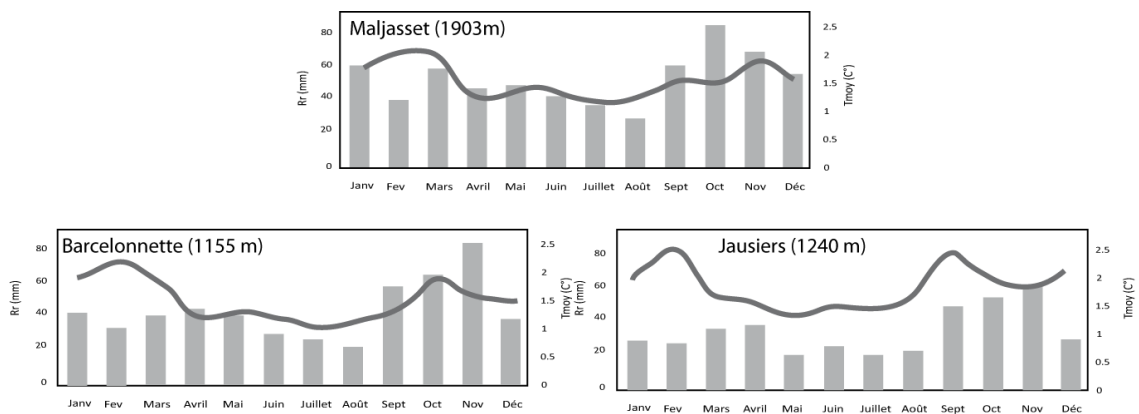 Maljasset (1903m)
Rr (mm)
80
60
40
20
0
2.5
2
1.5
1
0.5
0
Tmoy (C°)
Janv Fev Mars Avril Mai Juin Juillet Août Sept Oct Nov Déc
Barcelonnette (1155 m)
Rr (mm)
80
60
40
20
0
2.5
2
1.5
1
0.5
0
Tmoy (C°)
Janv Fev Mars Avril Mai Juin Juillet Août Sept Oct Nov Déc
Jausiers (1240 m)
Rr (mm)
80
60
40
20
0
2.5
2
1.5
1
0.5
0
Tmoy (C°)
Janv Fev Mars Avril Mai Juin Juillet Août Sept Oct Nov Déc